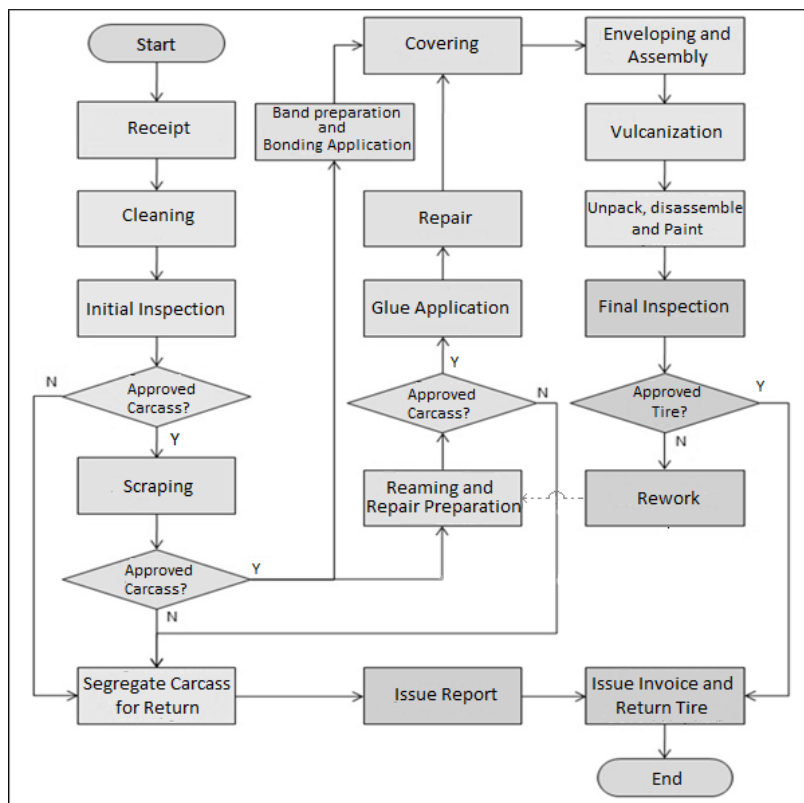 Start
Receipt
Cleaning
Initial Inspection
N
Approved
Carcass?
Y
Scraping
Approved
Carcass?
Y
N
Segregate Carcass
for Return
Band preparation
and
Bonding Application
Covering
Repair
Glue Application
Y
Approved
Carcass?
N
Reaming and
Repair Preparation
Issue Report
Enveloping and
Assembly
Vulcanization
Unpack, disassemble
and Paint
Final Inspection
Approved
Tire?
Y
N
Rework
Issue Invoice and
Return Tire
End